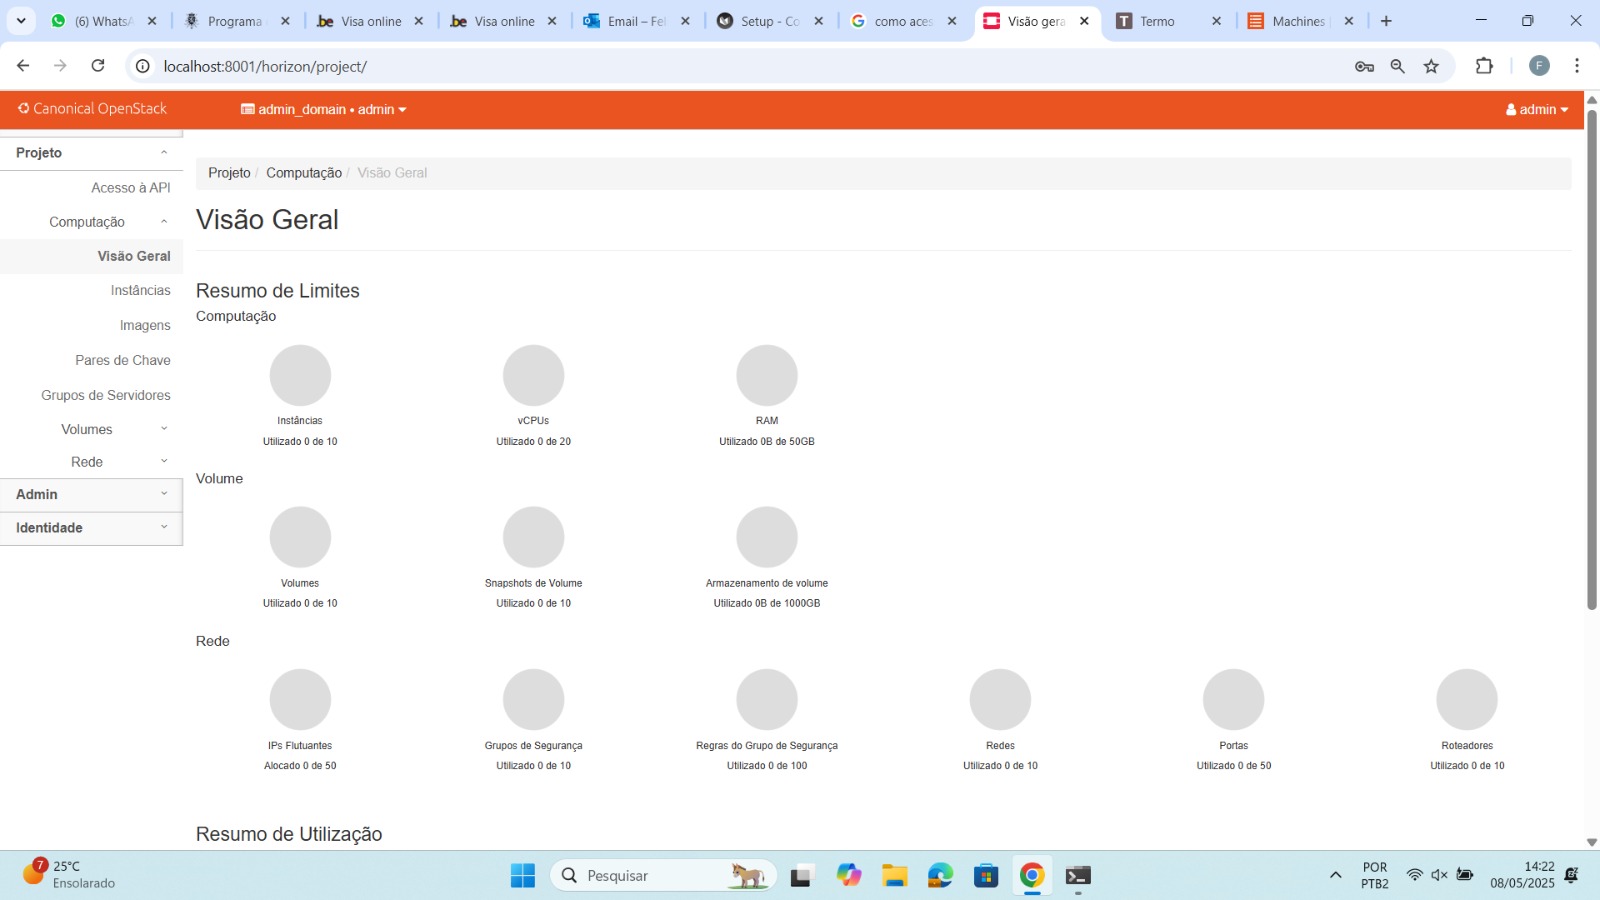 (6) WhatsA
Programa
Visa online
Visa online
Email – Fel
Setup - Co
como aces
Visão gera
Termo
Machines
localhost:8001/horizon/project/
F
Canonical OpenStack
admin_domain • admin
admin
Projeto
Acesso à API
Computação
Visão Geral
Instâncias
Imagens
Pares de Chave
Grupos de Servidores
Volumes
Rede
Admin
Identidade
Projeto / Computação / Visão Geral
Visão Geral
Resumo de Limites
Computação
Instâncias
Utilizado 0 de 10
vCPUs
Utilizado 0 de 20
RAM
Utilizado 0B de 50GB
Volume
Volumes
Utilizado 0 de 10
Snapshots de Volume
Utilizado 0 de 10
Armazenamento de volume
Utilizado 0B de 1000GB
Rede
IPs Flutuantes
Alocado 0 de 50
Grupos de Segurança
Utilizado 0 de 10
Regras do Grupo de Segurança
Utilizado 0 de 100
Redes
Utilizado 0 de 10
Portas
Utilizado 0 de 50
Roteadores
Utilizado 0 de 10
Resumo de Utilização
7
25°C
Ensolarado
Pesquisar
POR
PTB2
14:22
08/05/2025